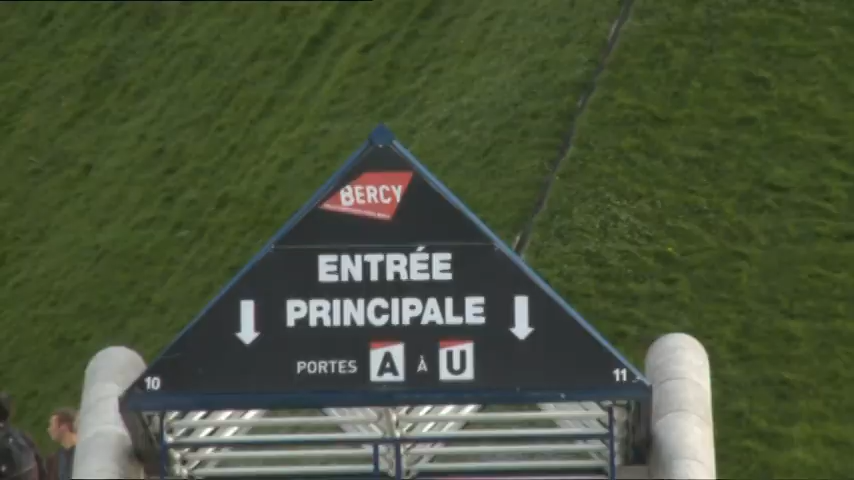 BERCY
ENTRÉE
PRINCIPALE
PORTES A À U
10
11